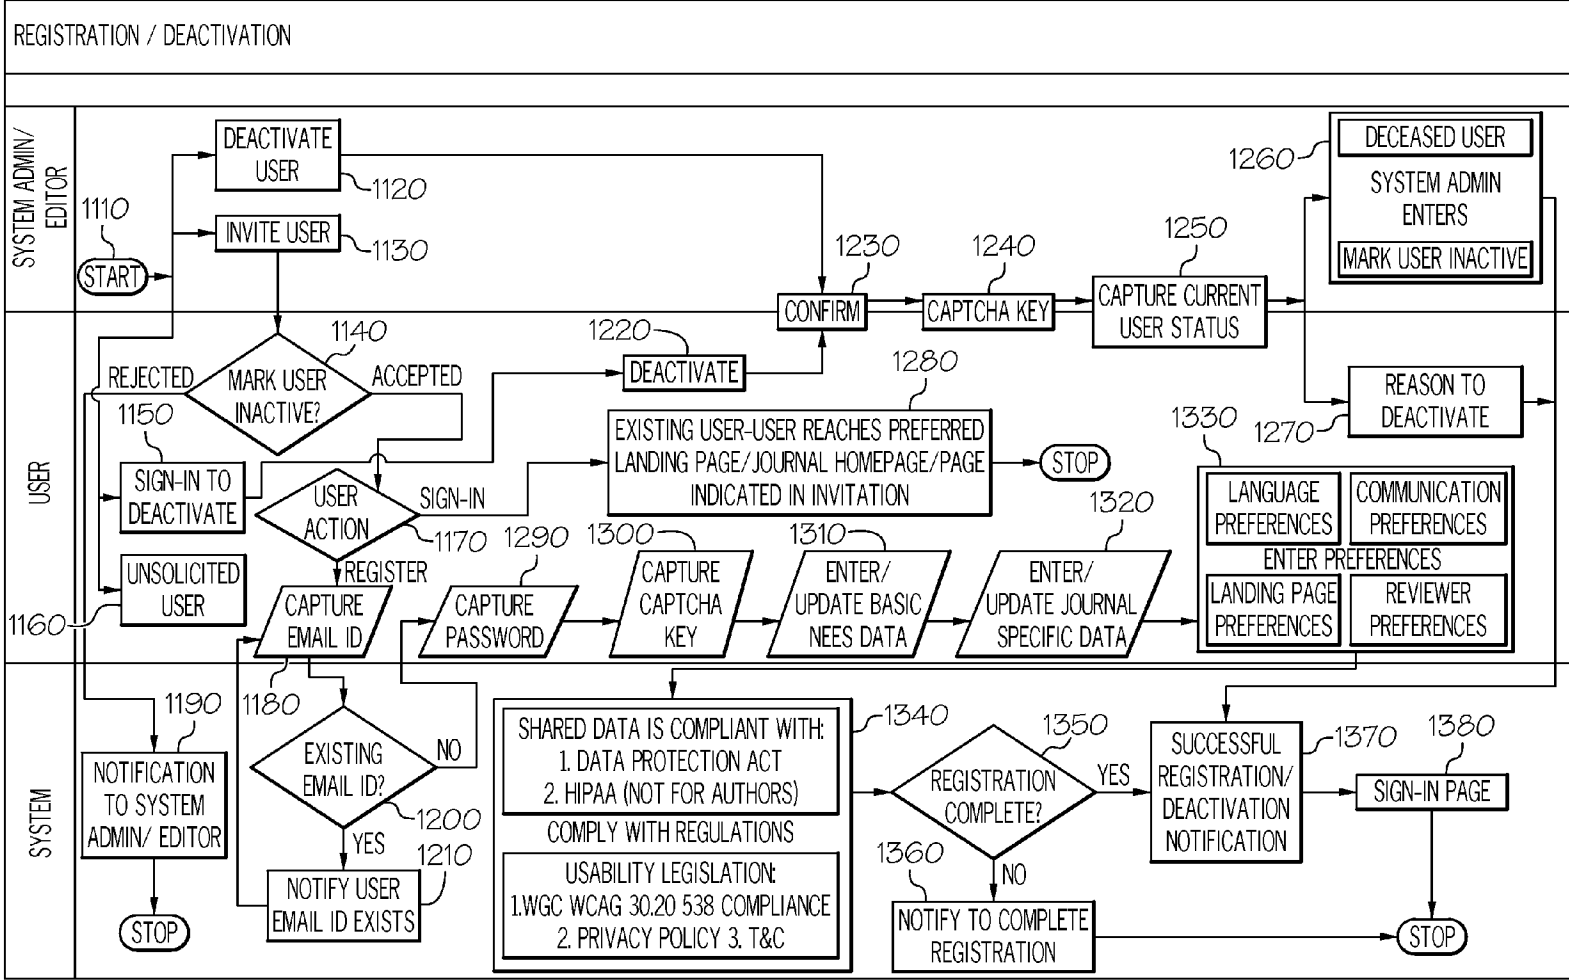 REGISTRATION / DEACTIVATION
SYSTEM ADMIN/
EDITOR
1110
START
DEACTIVATE
USER
1120
INVITE USER
1130
1230
CONFIRM
1240
CAPTCHA KEY
1250
CAPTURE CURRENT
USER STATUS
1260
DECEASED USER
SYSTEM ADMIN
ENTERS
MARK USER INACTIVE
USER
1140
REJECTED
MARK USER
INACTIVE?
ACCEPTED
1150
SIGN-IN TO
DEACTIVATE
1220
DEACTIVATE
1280
EXISTING USER-USER REACHES PREFERRED
LANDING PAGE/JOURNAL HOMEPAGE/PAGE
INDICATED IN INVITATION
STOP
REASON TO
DEACTIVATE
1270
USER
ACTION
SIGN-IN
1170
REGISTER
UNSOLICITED
USER
1160
CAPTURE
EMAIL ID
1180
1290
CAPTURE
PASSWORD
1300
CAPTURE
CAPTCHA
KEY
1310
ENTER/
UPDATE BASIC
NEES DATA
1320
ENTER/
UPDATE JOURNAL
SPECIFIC DATA
1330
LANGUAGE
PREFERENCES
COMMUNICATION
PREFERENCES
ENTER PREFERENCES
LANDING PAGE
PREFERENCES
REVIEWER
PREFERENCES
SYSTEM
1190
NOTIFICATION
TO SYSTEM
ADMIN/ EDITOR
STOP
EXISTING
EMAIL ID?
NO
1200
YES
1210
NOTIFY USER
EMAIL ID EXISTS
1340
SHARED DATA IS COMPLIANT WITH:
1. DATA PROTECTION ACT
2. HIPAA (NOT FOR AUTHORS)
COMPLY WITH REGULATIONS
USABILITY LEGISLATION:
1.WGC WCAG 30.20 538 COMPLIANCE
2. PRIVACY POLICY 3. T&C
1350
REGISTRATION
COMPLETE?
YES
NO
1360
NOTIFY TO COMPLETE
REGISTRATION
SUCCESSFUL
REGISTRATION/
DEACTIVATION
NOTIFICATION
1370
1380
SIGN-IN PAGE
STOP